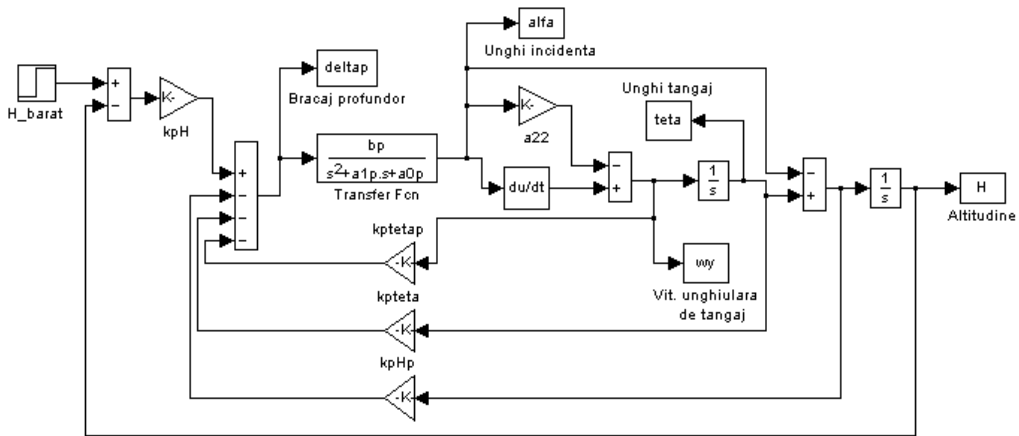 alfa
Unghi incidenta
deltap
Bracaj profundor
+
−
H_barat
K-
kpH
Unghi tangaj
teta
K-
a22
bp
s²+a1p.s+a0p
Transfer Fcn
du/dt
−
+
1
s
−
+
1
s
H
Altitudine
+
−
−
−
kptetap
-K-
wy
Vit. unghiulara
de tangaj
kpteta
-K-
kpHp
-K-